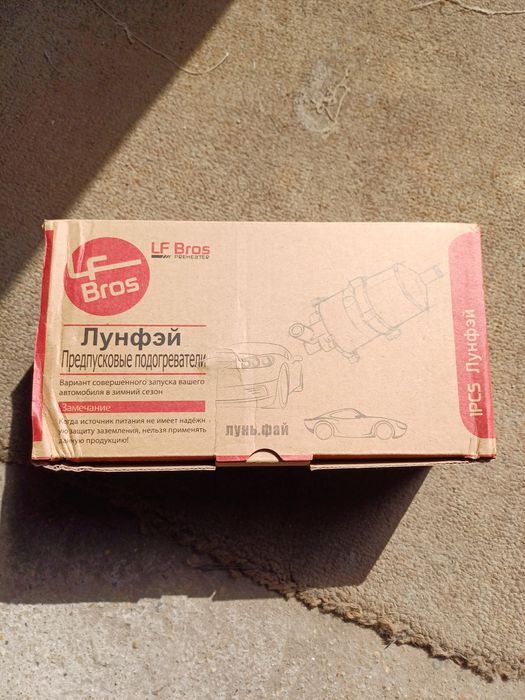 LF
Bros
LF Bros
PREHEATER
Лунфэй
Предпусковые подогреватели
Вариант совершенного запуска вашего
автомобиля в зимний сезон
Замечание
Когда источник питания не имеет надёжн
ую защиту заземления, нельзя применять
данную продукцию!
лунь.фай
1PCS Лунфэй